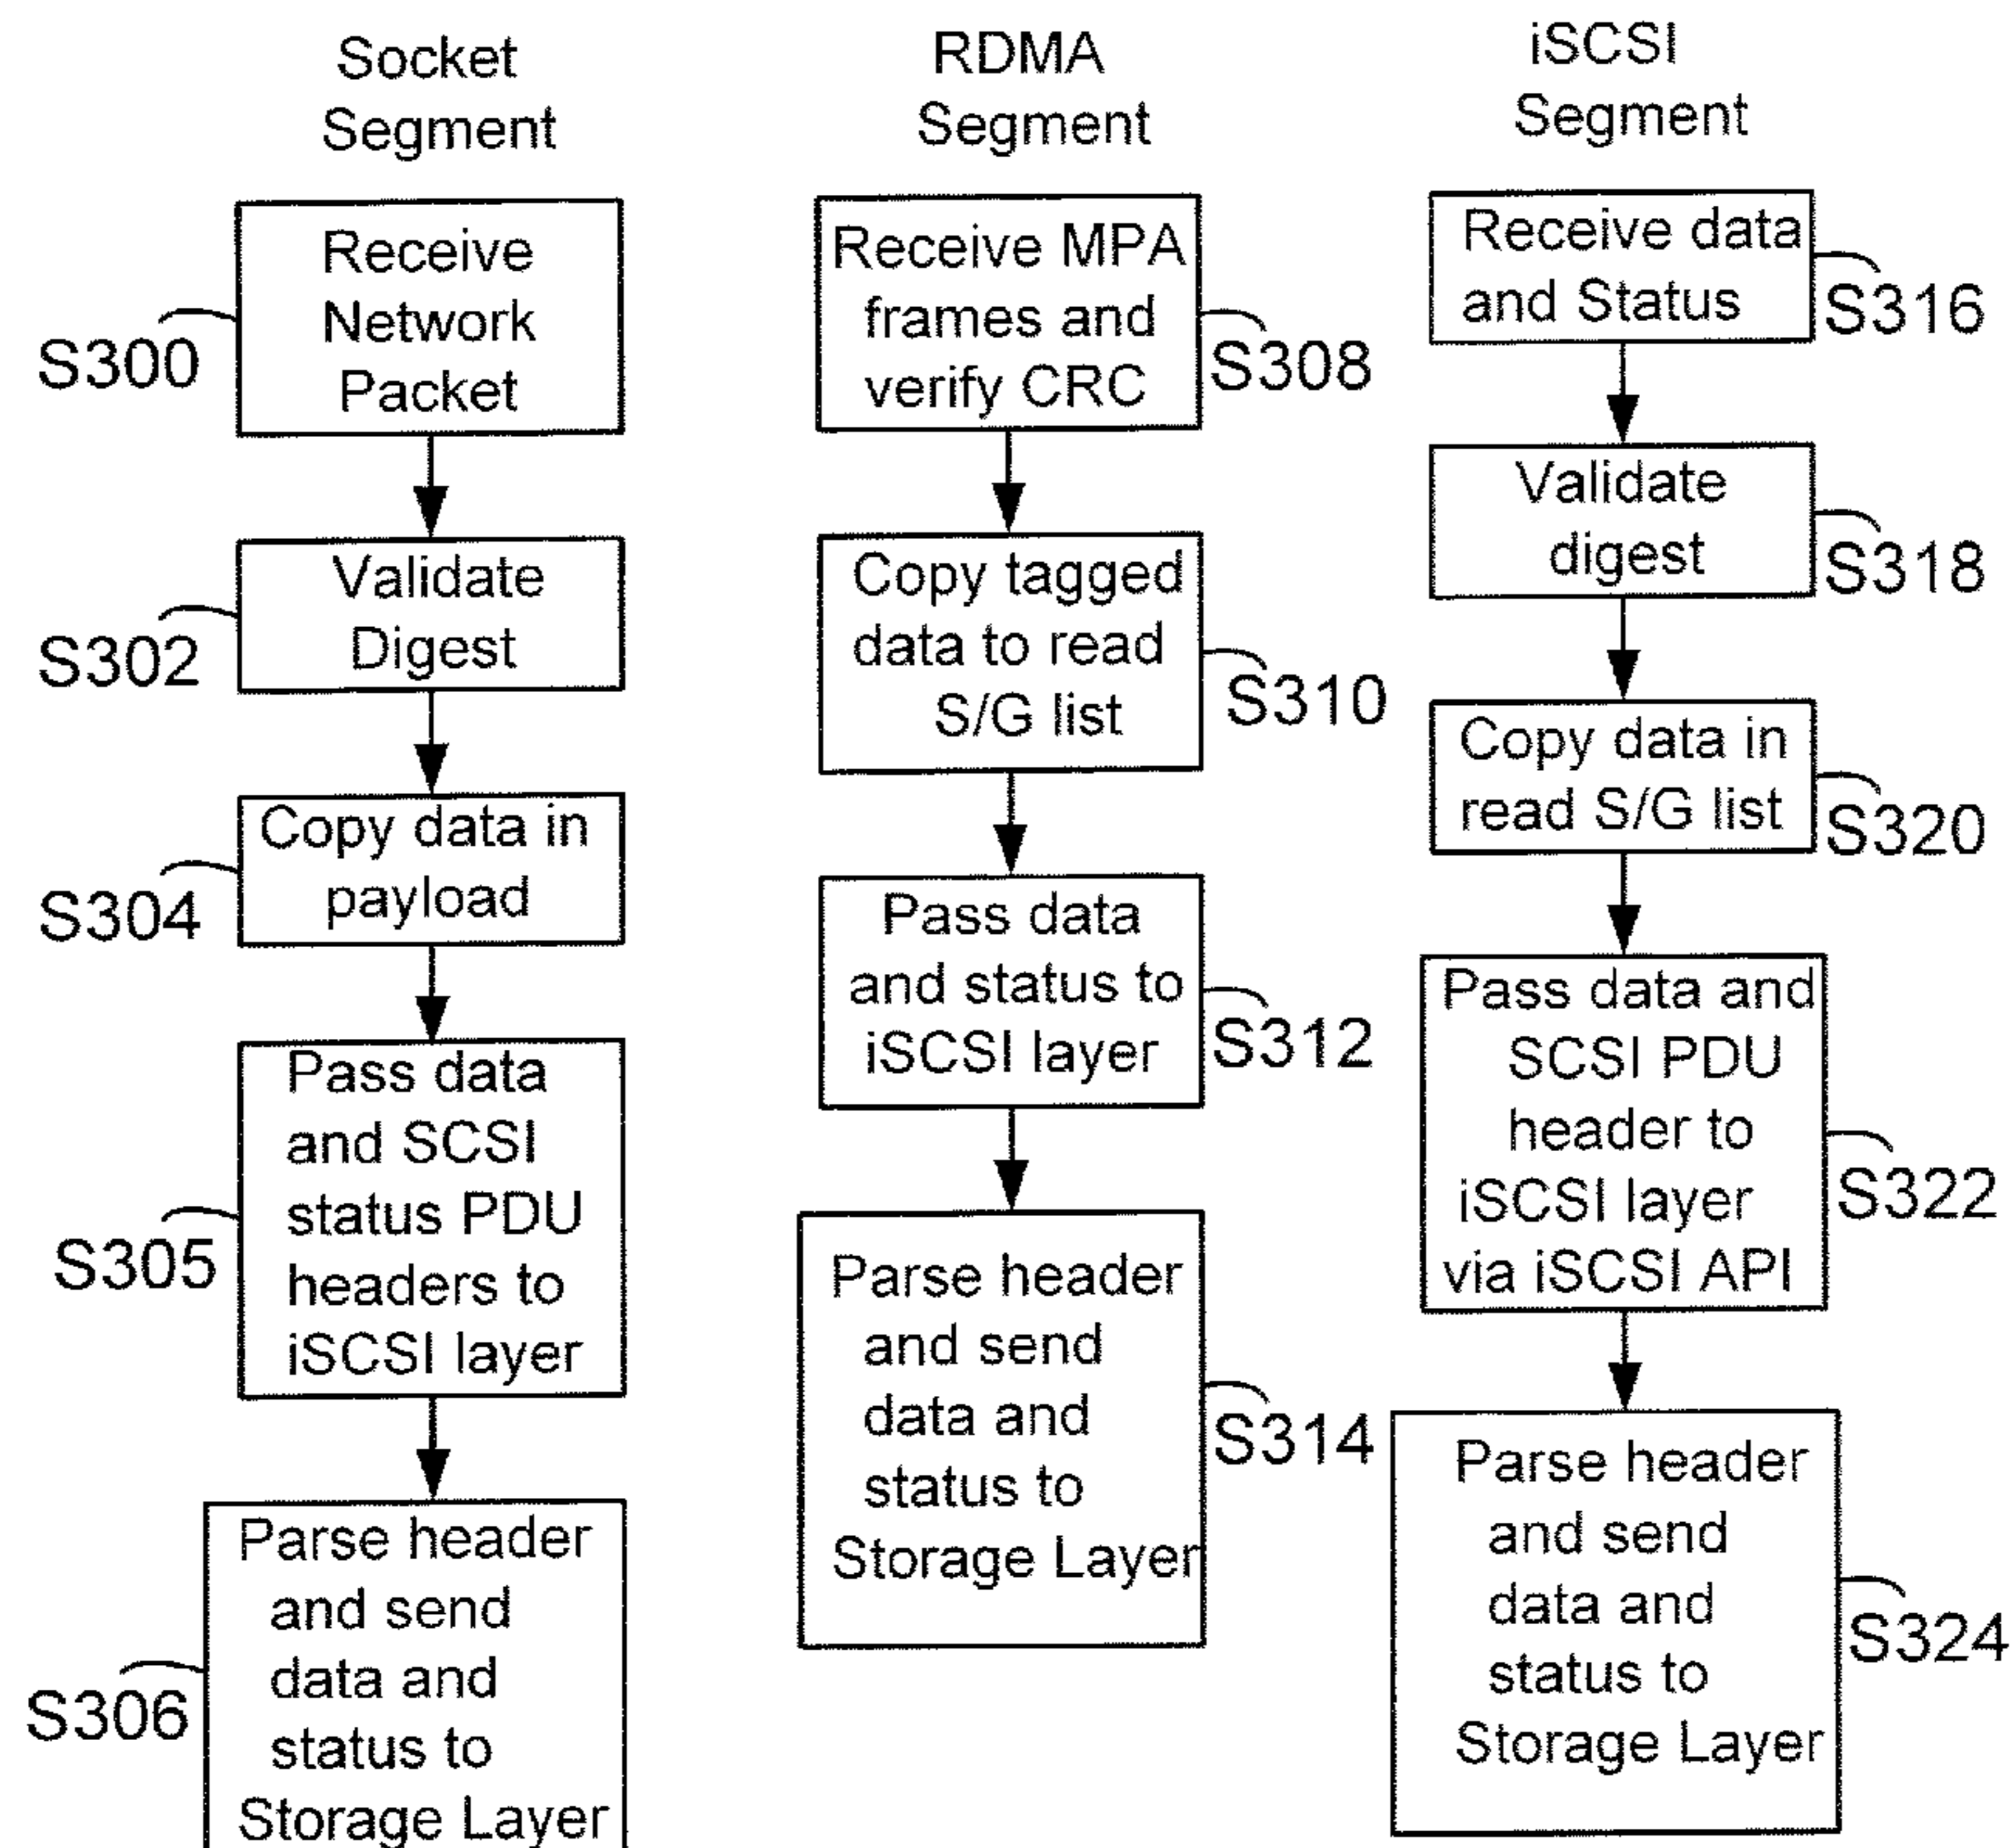 Socket
Segment
Receive
Network
Packet
S300
Validate
Digest
S302
Copy data in
payload
S304
Pass data
and SCSI
status PDU
headers to
iSCSI layer
S305
Parse header
and send
data and
status to
Storage Layer
S306
RDMA
Segment
Receive MPA
frames and
verify CRC
S308
Copy tagged
data to read
S/G list
S310
Pass data
and status to
iSCSI layer
S312
Parse header
and send
data and
status to
Storage Layer
S314
iSCSI
Segment
Receive data
and Status
S316
Validate
digest
S318
Copy data in
read S/G list
S320
Pass data and
SCSI PDU
header to
iSCSI layer
via iSCSI API
S322
Parse header
and send
data and
status to
Storage Layer
S324